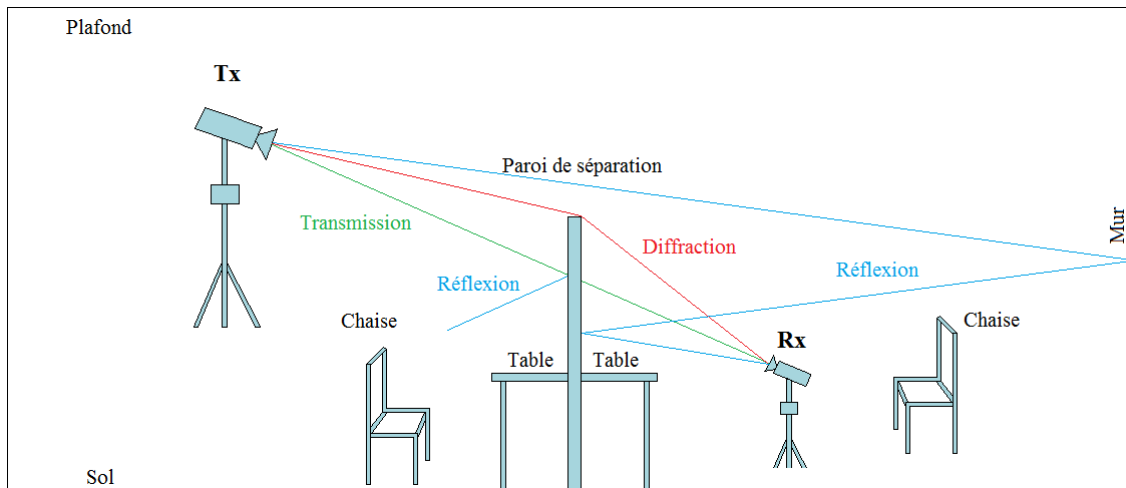 Plafond
Tx
Paroi de séparation
Transmission
Diffraction
Mur
Réflexion
Réflexion
Chaise
Chaise
Rx
Table
Table
Sol